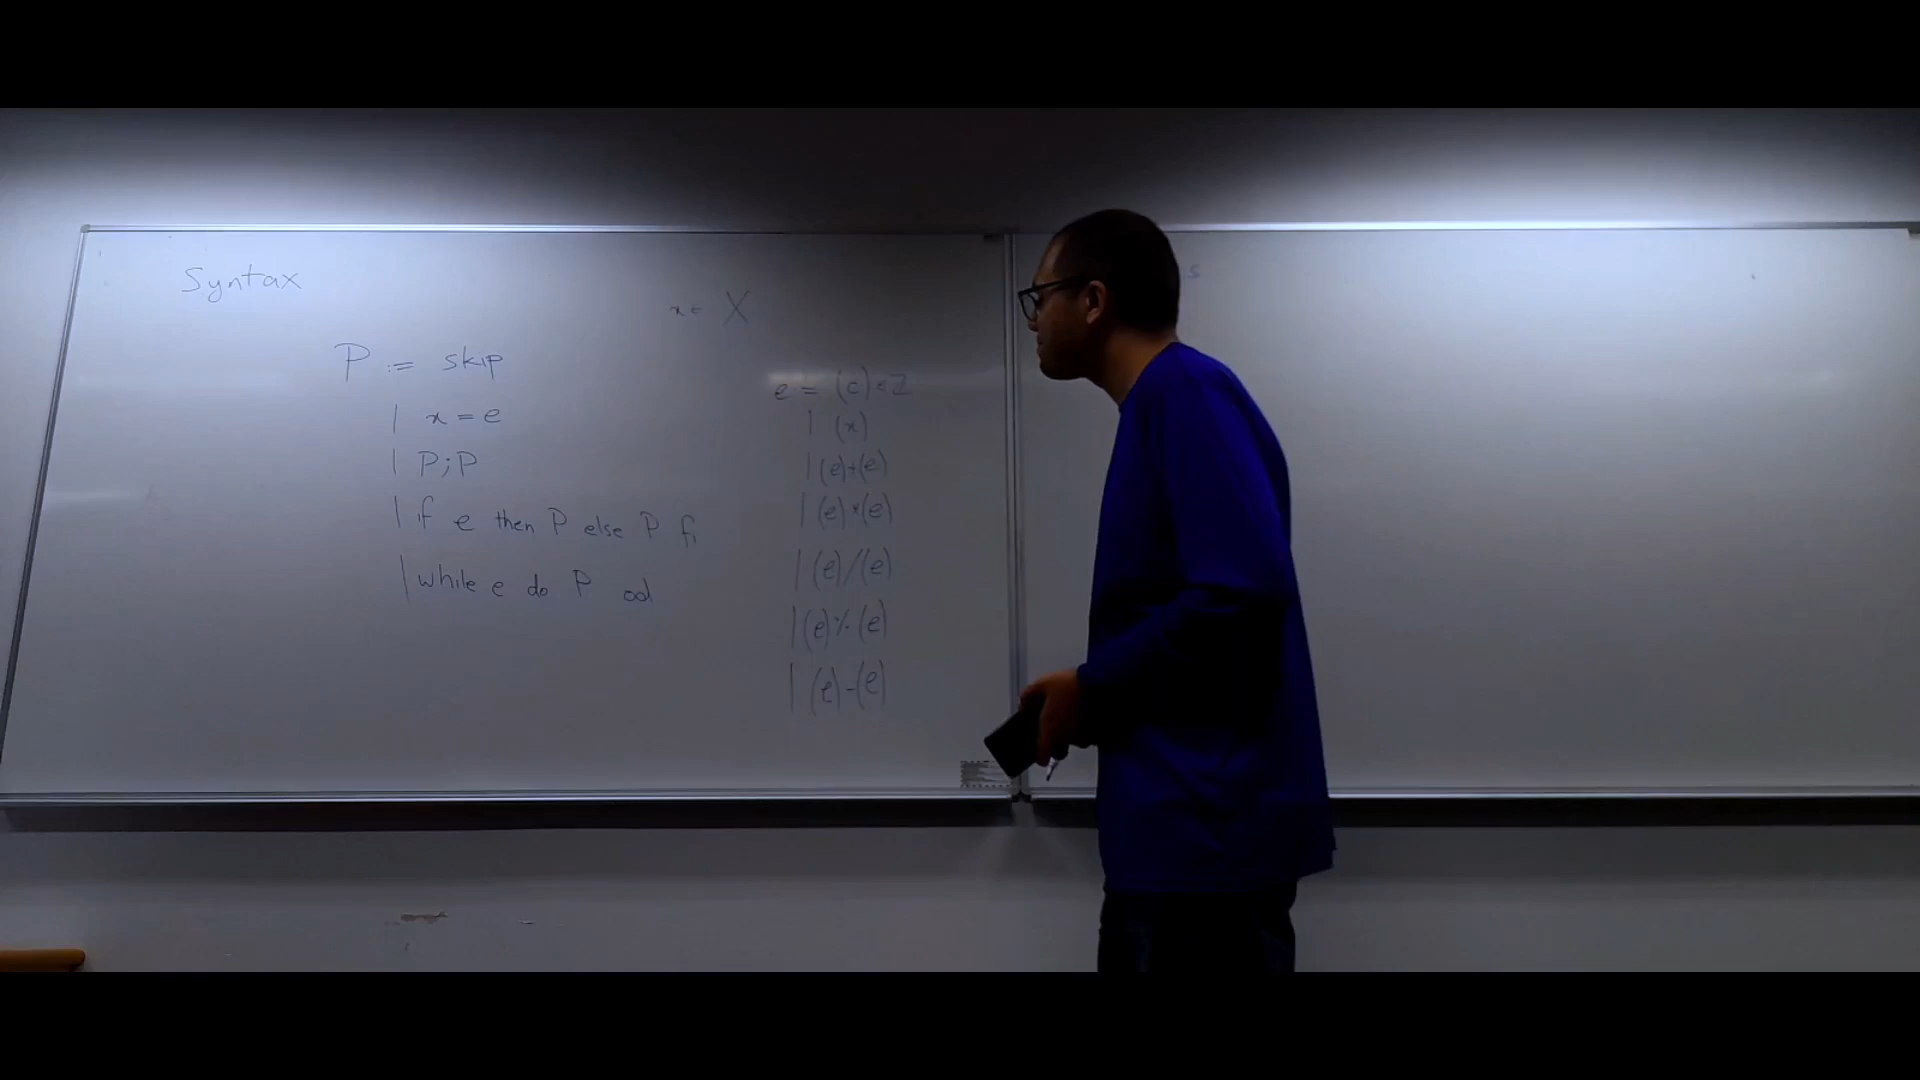 Syntax
x ∈ X
P := skip
| x = e
| P;P
| if e then P else P fi
| while e do P od
e = (c) ∈ ℤ
| (x)
| (e)+(e)
| (e)*(e)
| (e)/(e)
| (e)%(e)
| (e)-(e)